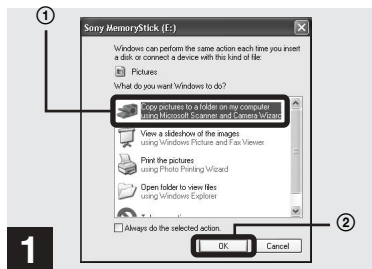 ①
Sony MemoryStick (E:)
Windows can perform the same action each time you insert
a disk or connect a device with this kind of file:
Pictures
What do you want Windows to do?
Copy pictures to a folder on my computer
using Microsoft Scanner and Camera Wizard
View a slideshow of the images
using Windows Picture and Fax Viewer
Print the pictures
using Photo Printing Wizard
Open folder to view files
using Windows Explorer
Always do the selected action.
②
OK
Cancel
1